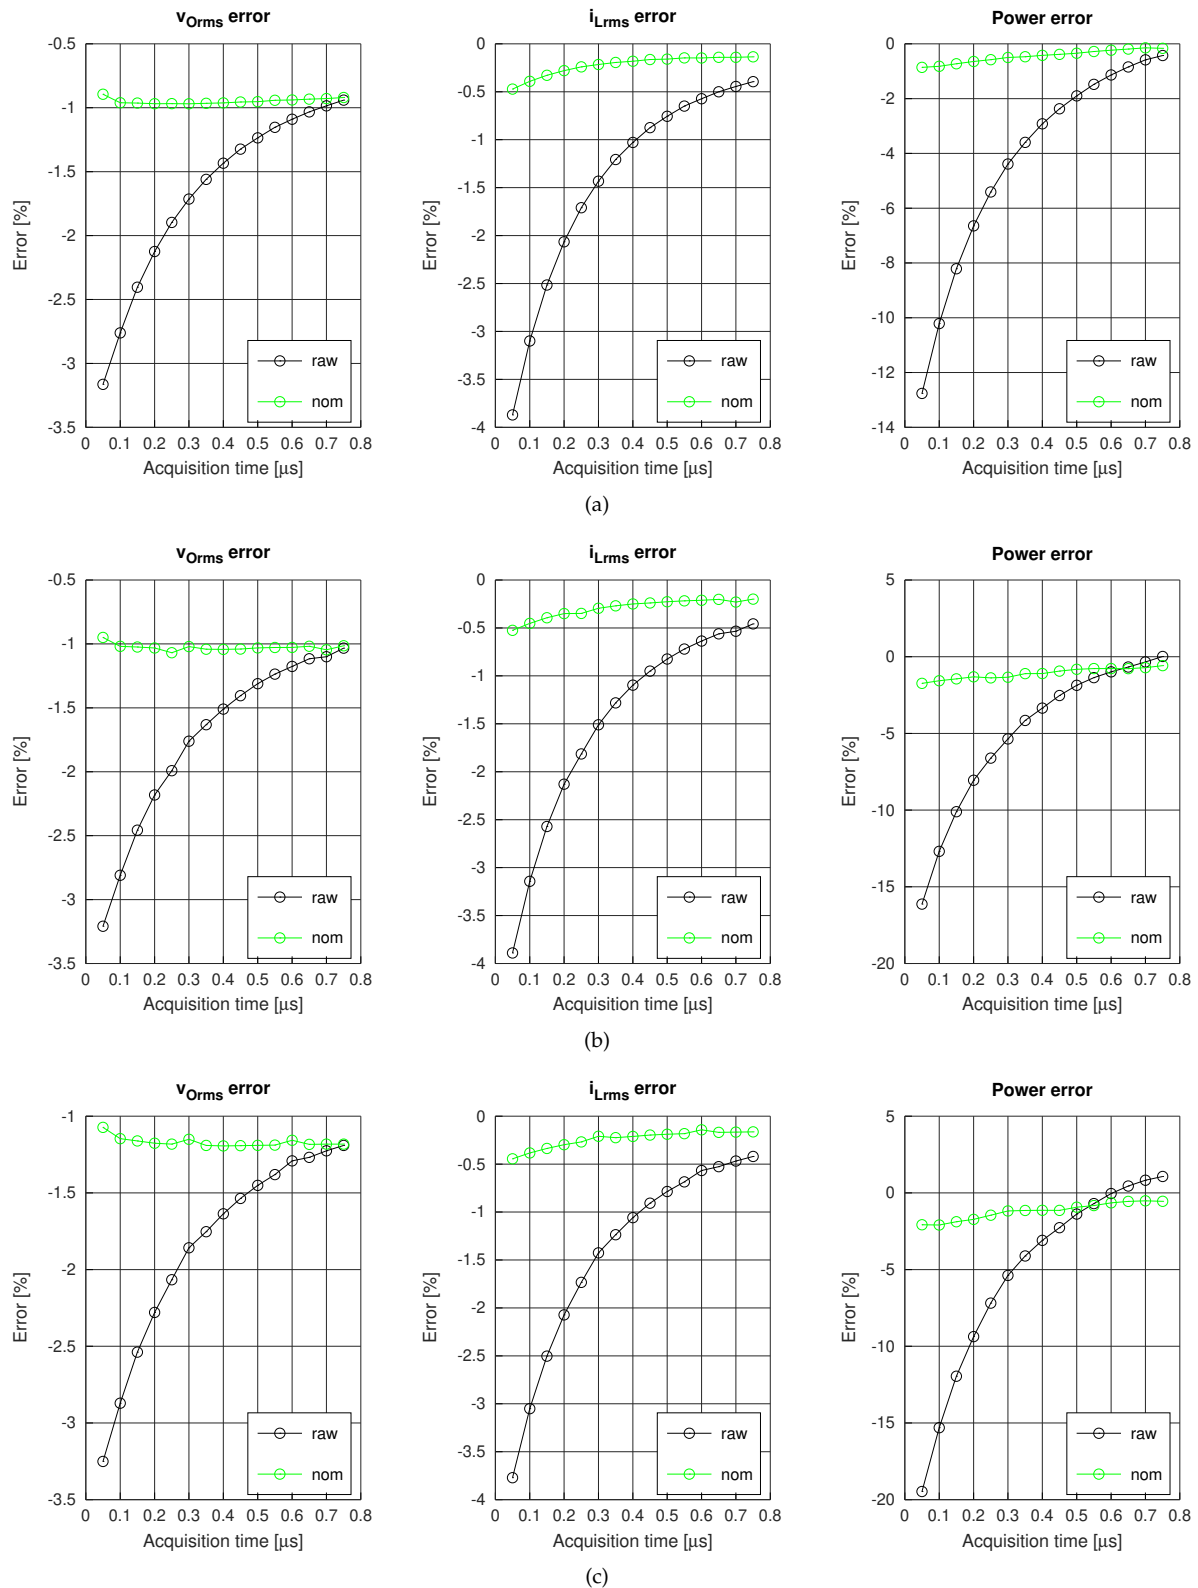 v_Orms error
-0.5
-1
-1.5
-2
-2.5
-3
-3.5
Error [%]
0 0.1 0.2 0.3 0.4 0.5 0.6 0.7 0.8
Acquisition time [μs]
raw
nom
i_Lrms error
0
-0.5
-1
-1.5
-2
-2.5
-3
-3.5
-4
Error [%]
0 0.1 0.2 0.3 0.4 0.5 0.6 0.7 0.8
Acquisition time [μs]
raw
nom
Power error
0
-2
-4
-6
-8
-10
-12
-14
Error [%]
0 0.1 0.2 0.3 0.4 0.5 0.6 0.7 0.8
Acquisition time [μs]
raw
nom
(a)
v_Orms error
-0.5
-1
-1.5
-2
-2.5
-3
-3.5
Error [%]
0 0.1 0.2 0.3 0.4 0.5 0.6 0.7 0.8
Acquisition time [μs]
raw
nom
i_Lrms error
0
-0.5
-1
-1.5
-2
-2.5
-3
-3.5
-4
Error [%]
0 0.1 0.2 0.3 0.4 0.5 0.6 0.7 0.8
Acquisition time [μs]
raw
nom
Power error
5
0
-5
-10
-15
-20
Error [%]
0 0.1 0.2 0.3 0.4 0.5 0.6 0.7 0.8
Acquisition time [μs]
raw
nom
(b)
v_Orms error
-1
-1.5
-2
-2.5
-3
-3.5
Error [%]
0 0.1 0.2 0.3 0.4 0.5 0.6 0.7 0.8
Acquisition time [μs]
raw
nom
i_Lrms error
0
-0.5
-1
-1.5
-2
-2.5
-3
-3.5
-4
Error [%]
0 0.1 0.2 0.3 0.4 0.5 0.6 0.7 0.8
Acquisition time [μs]
raw
nom
Power error
5
0
-5
-10
-15
-20
Error [%]
0 0.1 0.2 0.3 0.4 0.5 0.6 0.7 0.8
Acquisition time [μs]
raw
nom
(c)